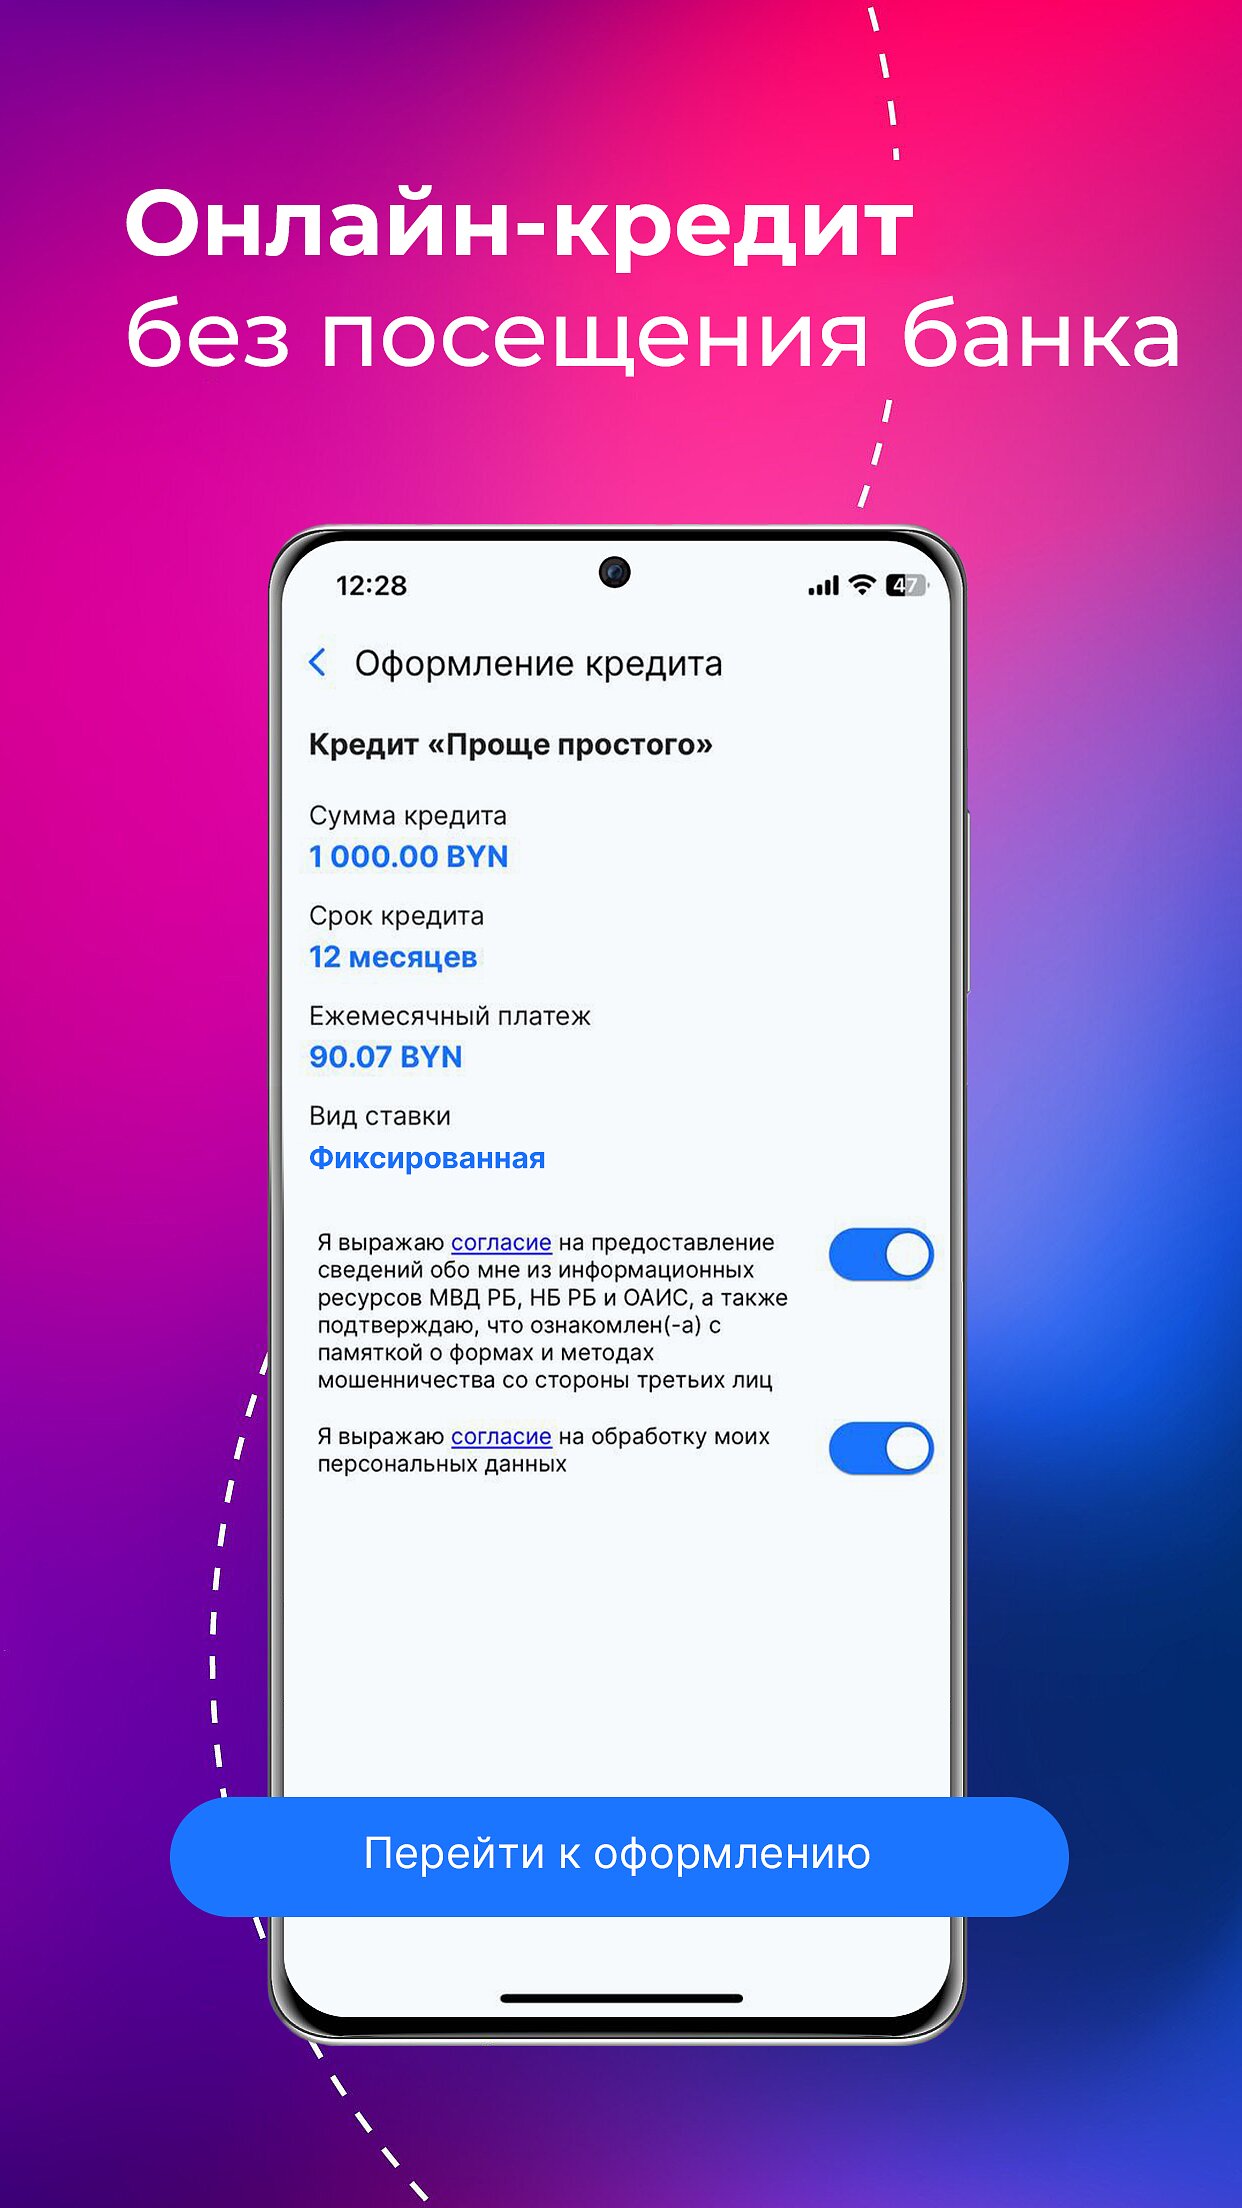 Онлайн-кредит
без посещения банка
12:28
47
Оформление кредита
Кредит «Проще простого»
Сумма кредита
1 000.00 BYN
Срок кредита
12 месяцев
Ежемесячный платеж
90.07 BYN
Вид ставки
Фиксированная
Я выражаю согласие на предоставление
сведений обо мне из информационных
ресурсов МВД РБ, НБ РБ и ОАИС, а также
подтверждаю, что ознакомлен(-а) с
памяткой о формах и методах
мошенничества со стороны третьих лиц
Я выражаю согласие на обработку моих
персональных данных
Перейти к оформлению